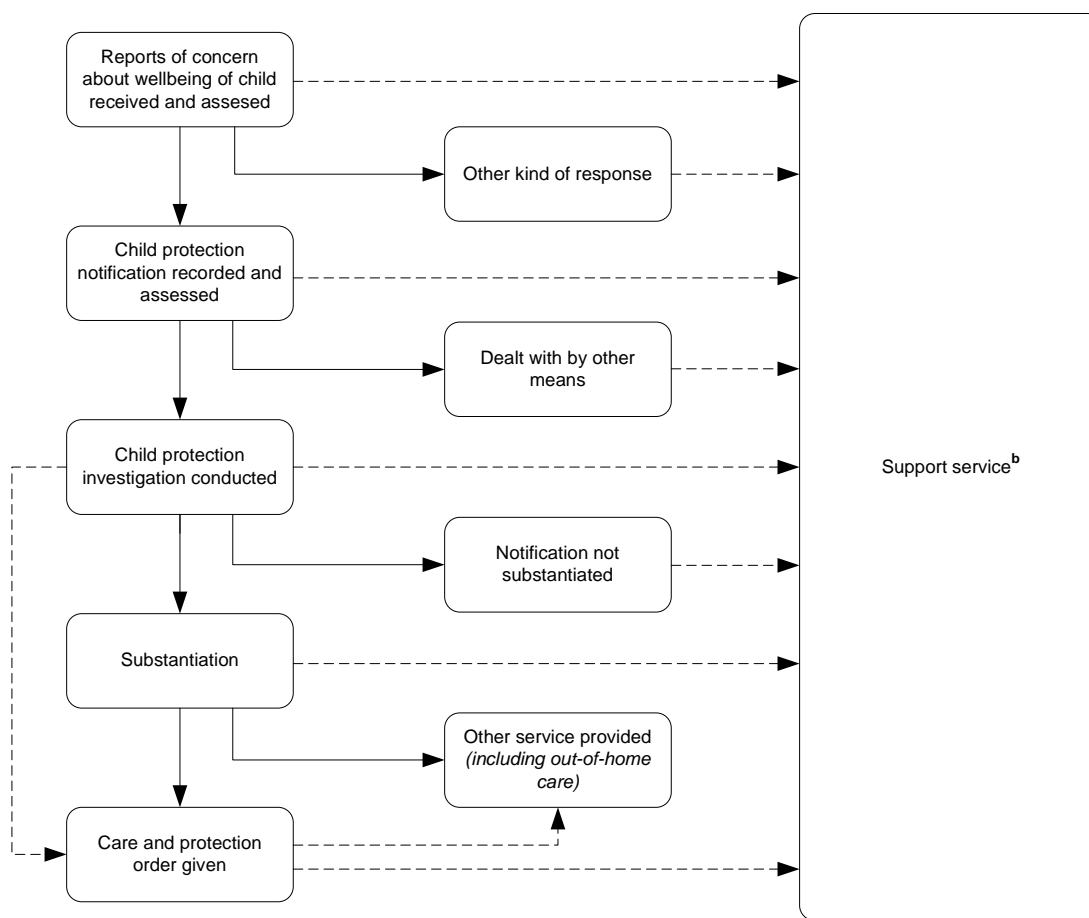 Reports of concern
about wellbeing of child
received and assesed
Other kind of response
Child protection
notification recorded and
assessed
Dealt with by other
means
Child protection
investigation conducted
Support serviceᵇ
Notification not
substantiated
Substantiation
Other service provided
(including out-of-home
care)
Care and protection
order given